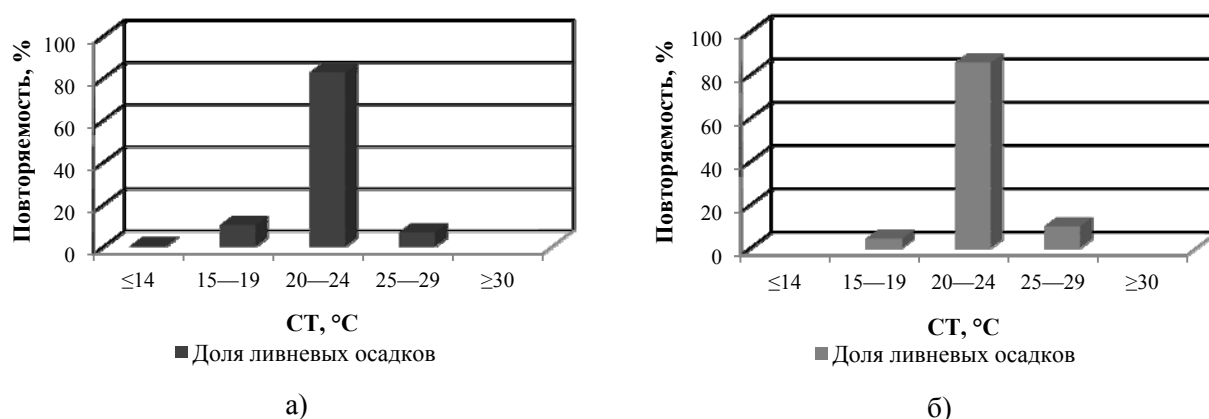 Повторяемость, %
100
80
60
40
20
0
≤14 15—19 20—24 25—29 ≥30
СТ, °С
Доля ливневых осадков
а)
Повторяемость, %
100
80
60
40
20
0
≤14 15—19 20—24 25—29 ≥30
СТ, °С
Доля ливневых осадков
б)